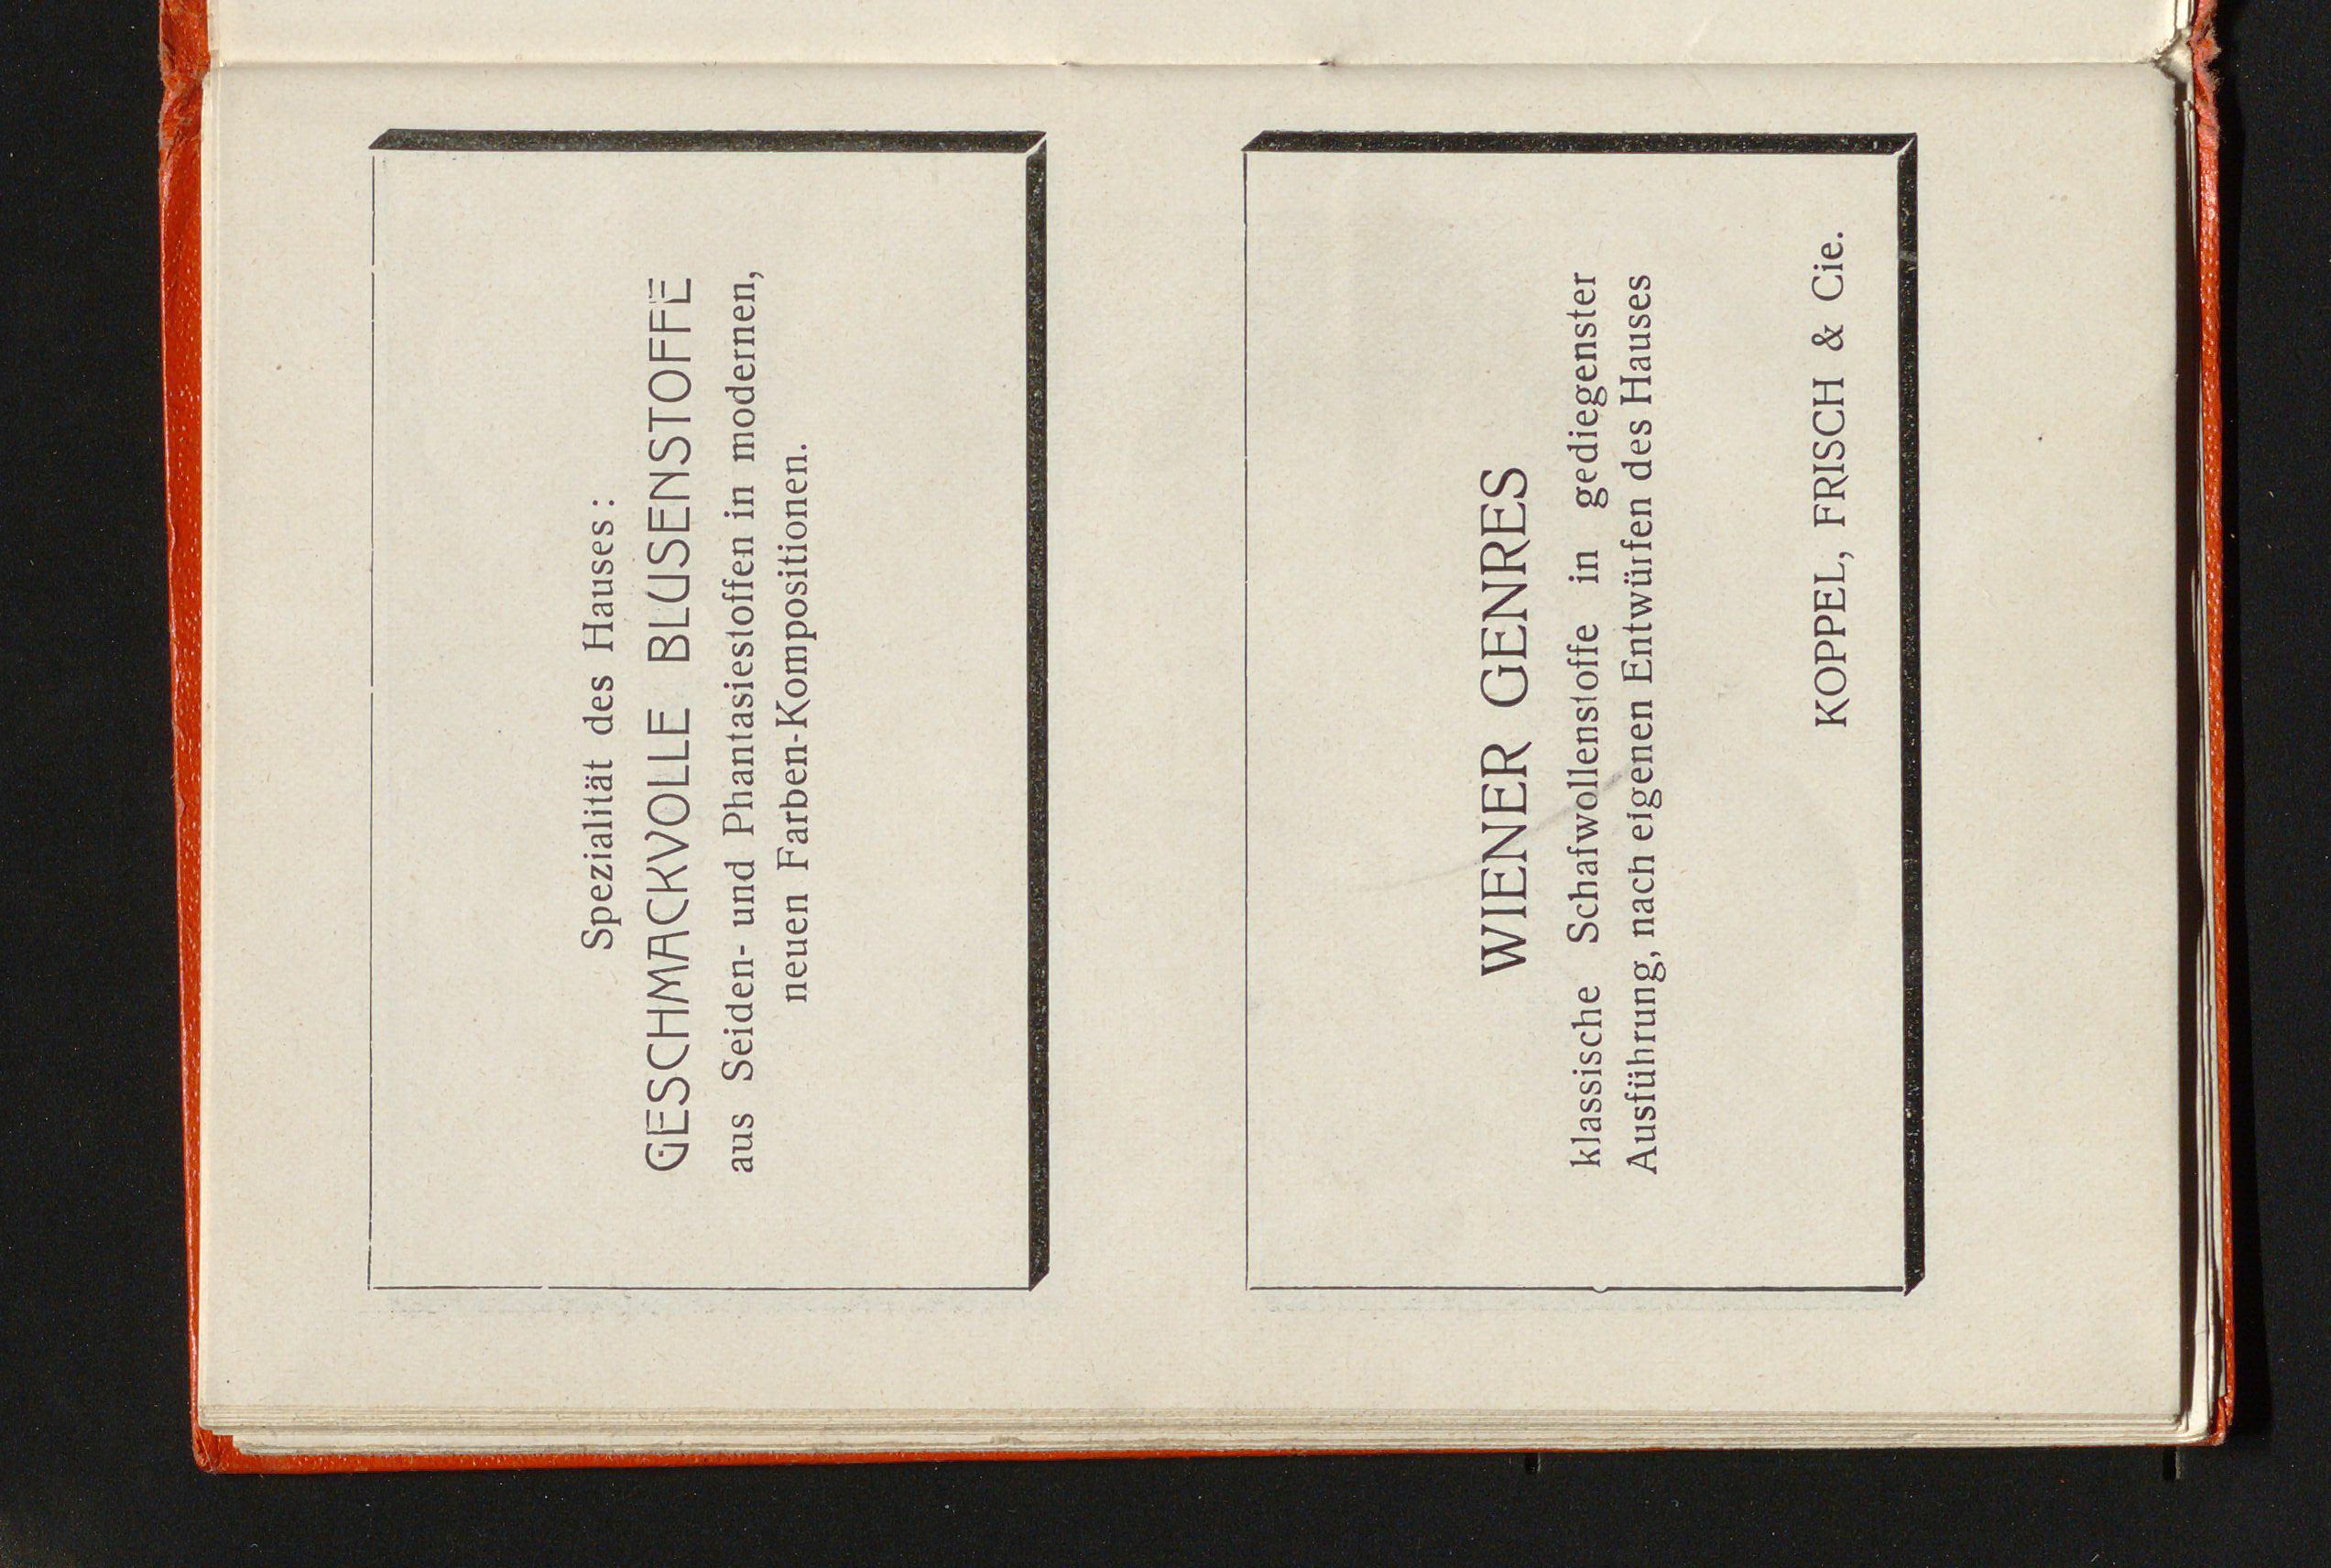 Spezialität des Hauses:
GESCHMACKVOLLE BLUSENSTOFFE
aus Seiden- und Phantasiestoffen in modernen,
neuen Farben-Kompositionen.
WIENER GENRES
klassische Schafwollenstoffe in gediegenster
Ausführung, nach eigenen Entwürfen des Hauses
KOPPEL, FRISCH & Cie.